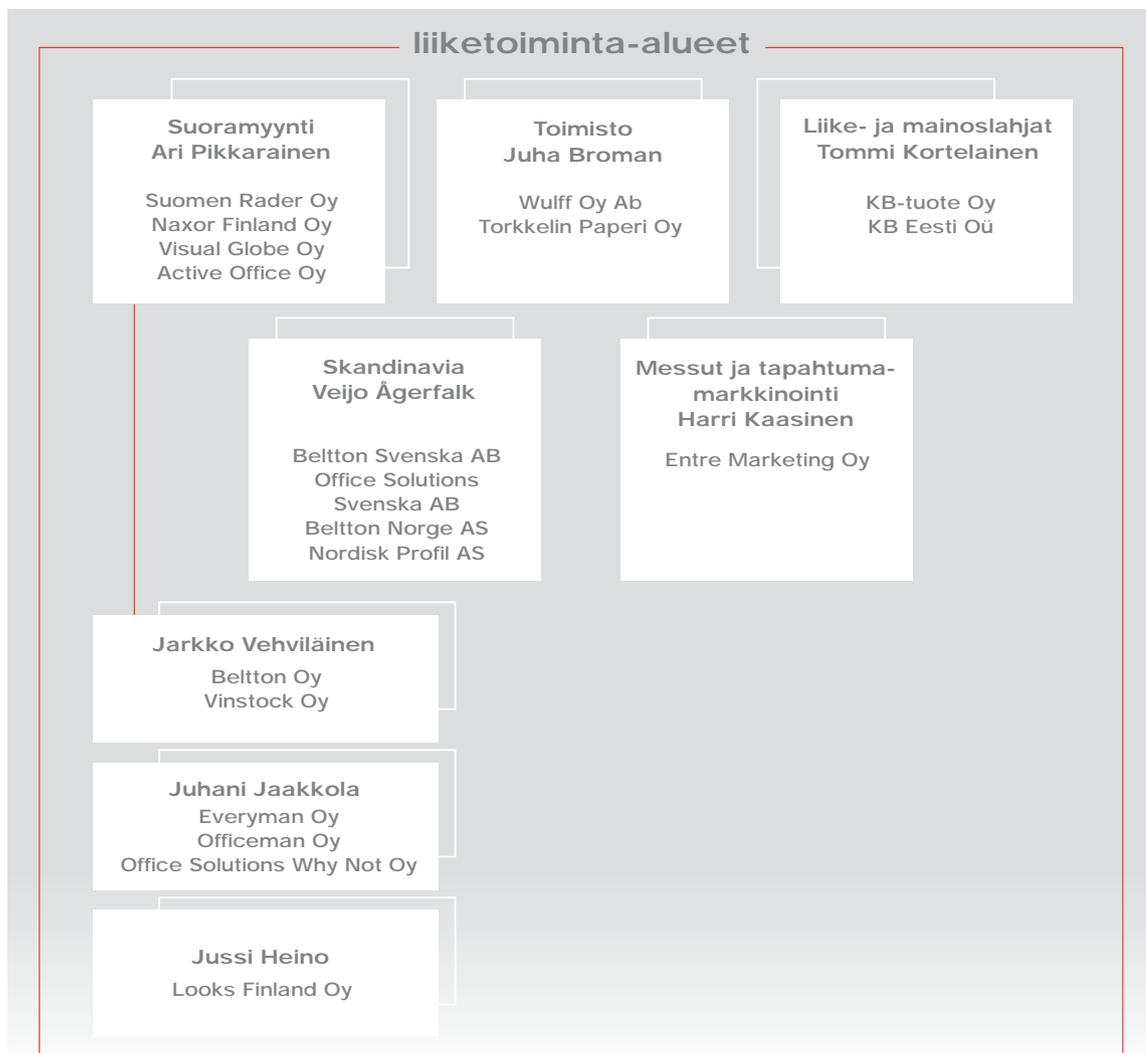 liiketoiminta-alueet
Suoramyynti
Ari Pikkarainen
Suomen Rader Oy
Naxor Finland Oy
Visual Globe Oy
Active Office Oy
Toimisto
Juha Broman
Wulff Oy Ab
Torkkelin Paperi Oy
Liike- ja mainoslahjat
Tommi Kortelainen
KB-tuote Oy
KB Eesti Oü
Skandinavia
Veijo Ågerfalk
Beltton Svenska AB
Office Solutions
Svenska AB
Beltton Norge AS
Nordisk Profil AS
Messut ja tapahtuma-
markkinointi
Harri Kaasinen
Entre Marketing Oy
Jarkko Vehviläinen
Beltton Oy
Vinstock Oy
Juhani Jaakkola
Everyman Oy
Officeman Oy
Office Solutions Why Not Oy
Jussi Heino
Looks Finland Oy